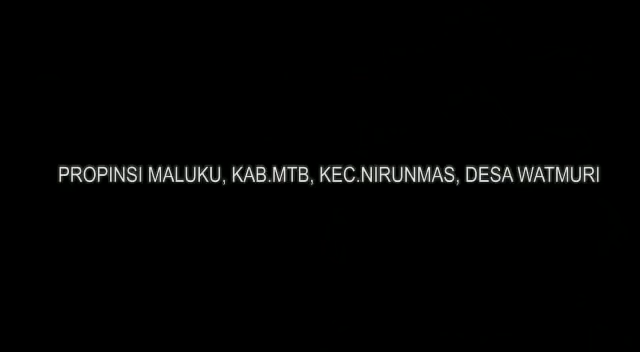 PROPINSI MALUKU, KAB.MTB, KEC.NIRUNMAS, DESA WATMURI